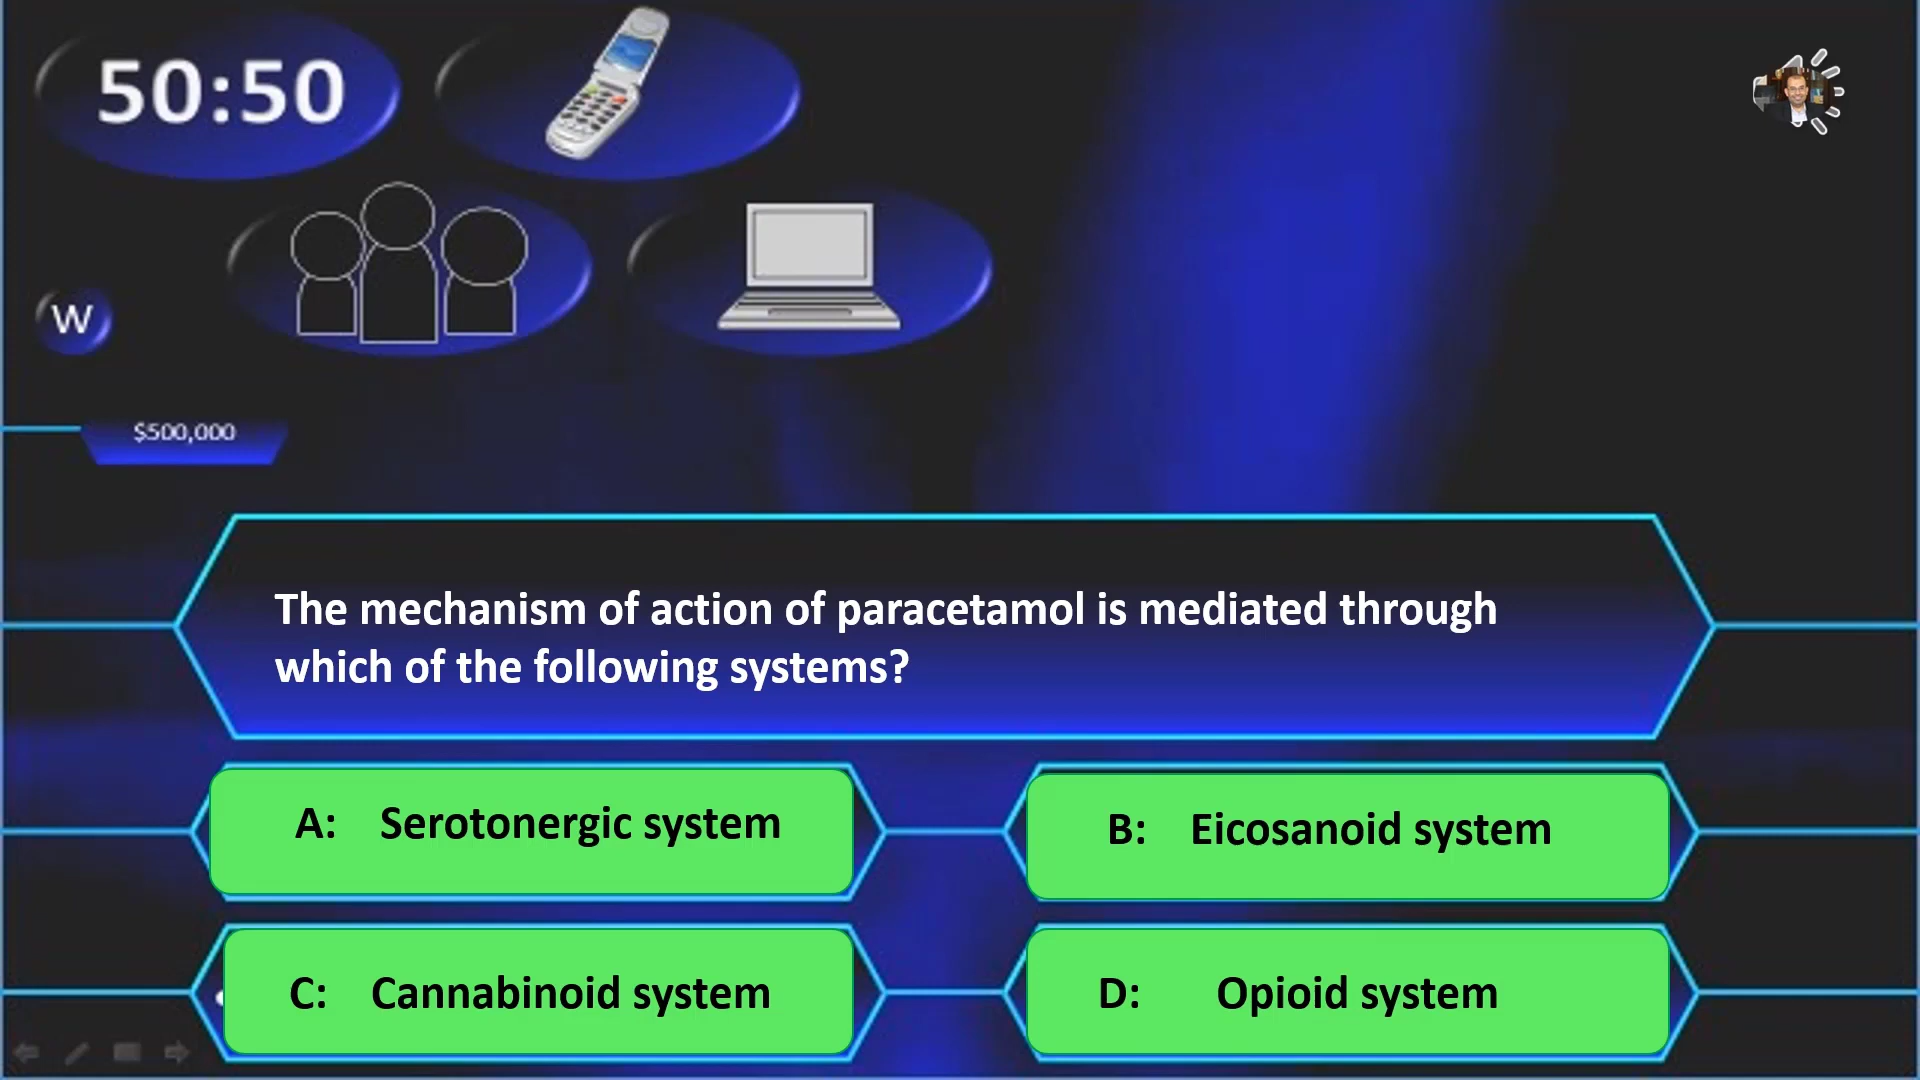 50:50
W
$500,000
The mechanism of action of paracetamol is mediated through
which of the following systems?
A: Serotonergic system
B: Eicosanoid system
C: Cannabinoid system
D: Opioid system